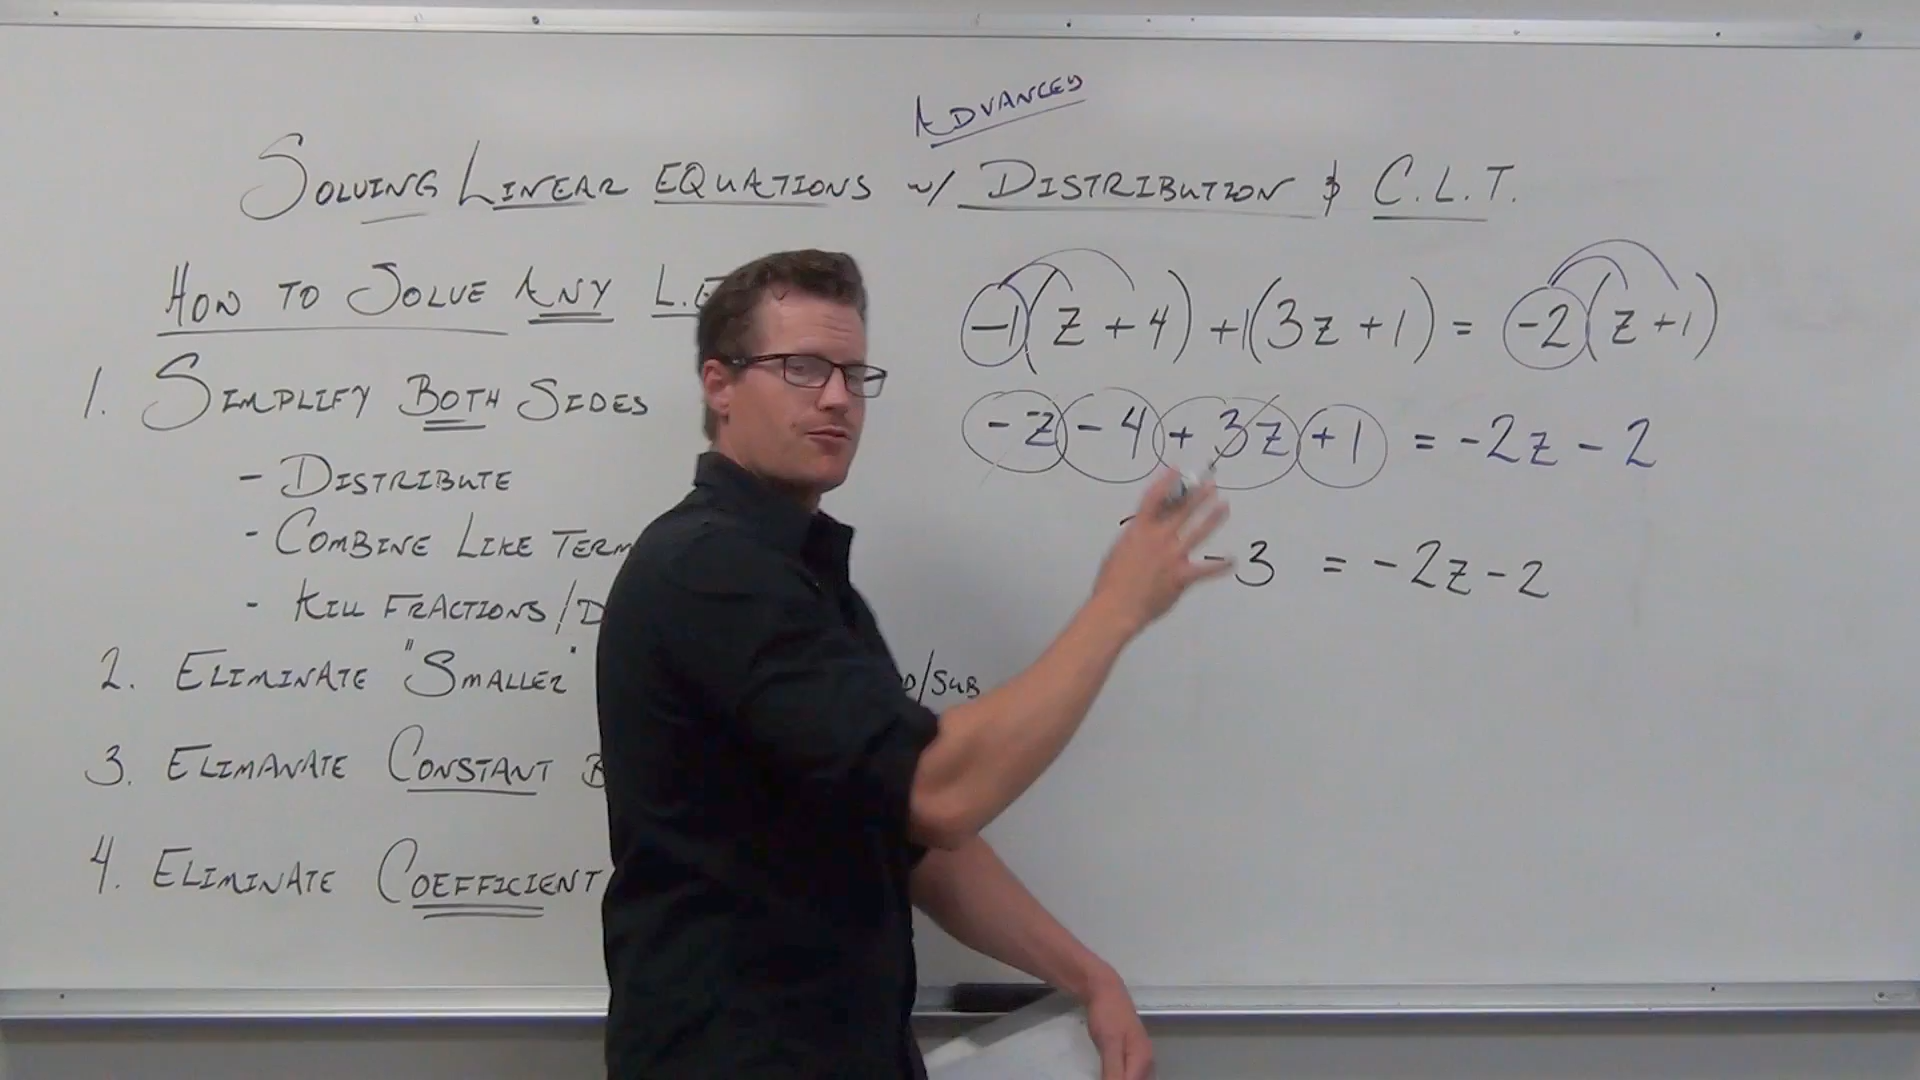 ADVANCED
SOLVING LINEAR EQUATIONS w/ DISTRIBUTION & C.L.T.
HOW TO SOLVE ANY L.E
1. SIMPLIFY BOTH SIDES
- DISTRIBUTE
- COMBINE LIKE TERM
- KILL FRACTIONS/D
2. ELIMINATE "SMALLER"
D/SUB
3. ELIMANATE CONSTANT B
4. ELIMINATE COEFFICIENT
-1(z+4)+1(3z+1) = -2(z+1)
-z-4+3z+1 = -2z-2
-3 = -2z-2